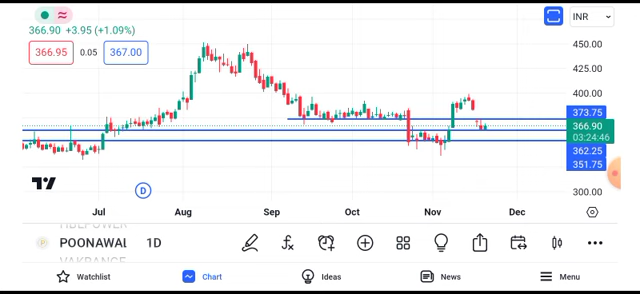 366.90 +3.95 (+1.09%)
INR
366.95 0.05 367.00
450.00
425.00
400.00
373.75
366.90
03:24:46
362.25
351.75
300.00
D
Jul Aug Sep Oct Nov Dec
POONAWAL 1D
Watchlist Chart Ideas News Menu